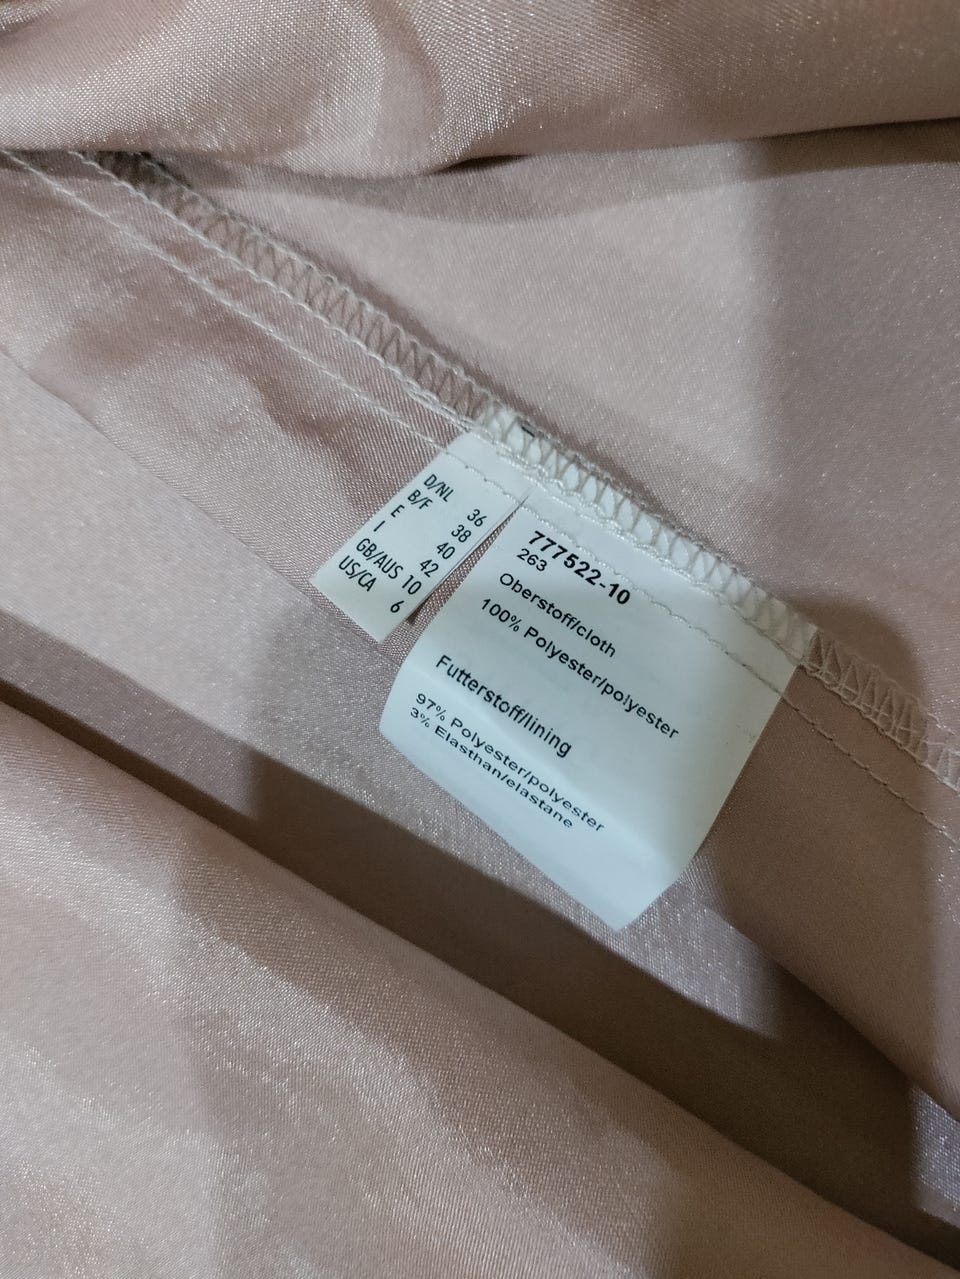 D/NL 36
B/F 38
E 40
I 42
GB/AUS 10
US/CA 6
777522-10
263
Oberstoff/cloth
100% Polyester/polyester
Futterstoff/lining
97% Polyester/polyester
3% Elasthan/elastane